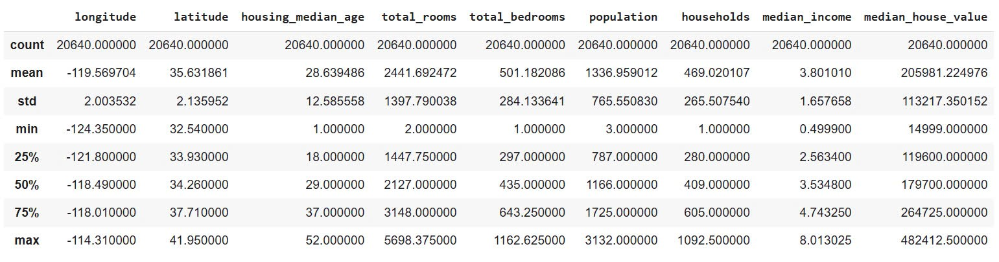 longitude latitude housing_median_age total_rooms total_bedrooms population households median_income median_house_value
count 20640.000000 20640.000000 20640.000000 20640.000000 20640.000000 20640.000000 20640.000000 20640.000000 20640.000000
mean -119.569704 35.631861 28.639486 2441.692472 501.182086 1336.959012 469.020107 3.801010 205981.224976
std 2.003532 2.135952 12.585558 1397.790038 284.133641 765.550830 265.507540 1.657658 113217.350152
min -124.350000 32.540000 1.000000 2.000000 1.000000 3.000000 1.000000 0.499900 14999.000000
25% -121.800000 33.930000 18.000000 1447.750000 297.000000 787.000000 280.000000 2.563400 119600.000000
50% -118.490000 34.260000 29.000000 2127.000000 435.000000 1166.000000 409.000000 3.534800 179700.000000
75% -118.010000 37.710000 37.000000 3148.000000 643.250000 1725.000000 605.000000 4.743250 264725.000000
max -114.310000 41.950000 52.000000 5698.375000 1162.625000 3132.000000 1092.500000 8.013025 482412.500000